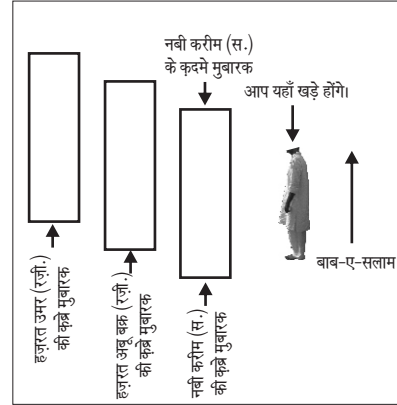 नबी करीम (स.)
के क़दमे मुबारक
आप यहाँ खड़े होंगे।
बाब-ए-सलाम
हज़रत उमर (रज़ी.)
की क़ब्रे मुबारक
हज़रत अबू बक्र (रज़ी.)
की क़ब्रे मुबारक
नबी करीम (स.)
की क़ब्रे मुबारक